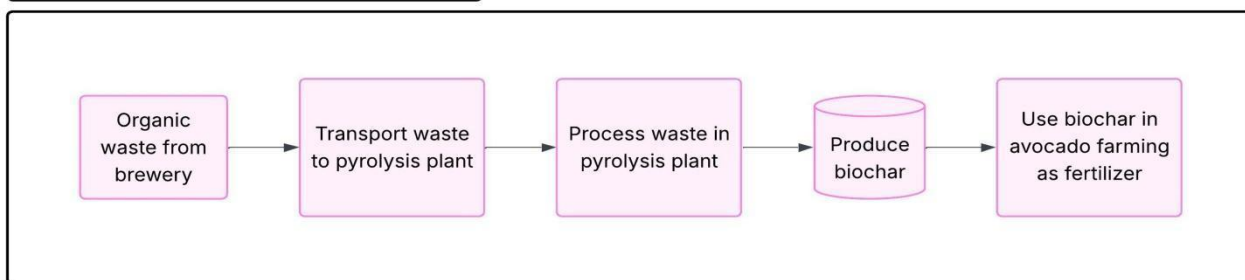 Organic
waste from
brewery
Transport waste
to pyrolysis plant
Process waste in
pyrolysis plant
Produce
biochar
Use biochar in
avocado farming
as fertilizer